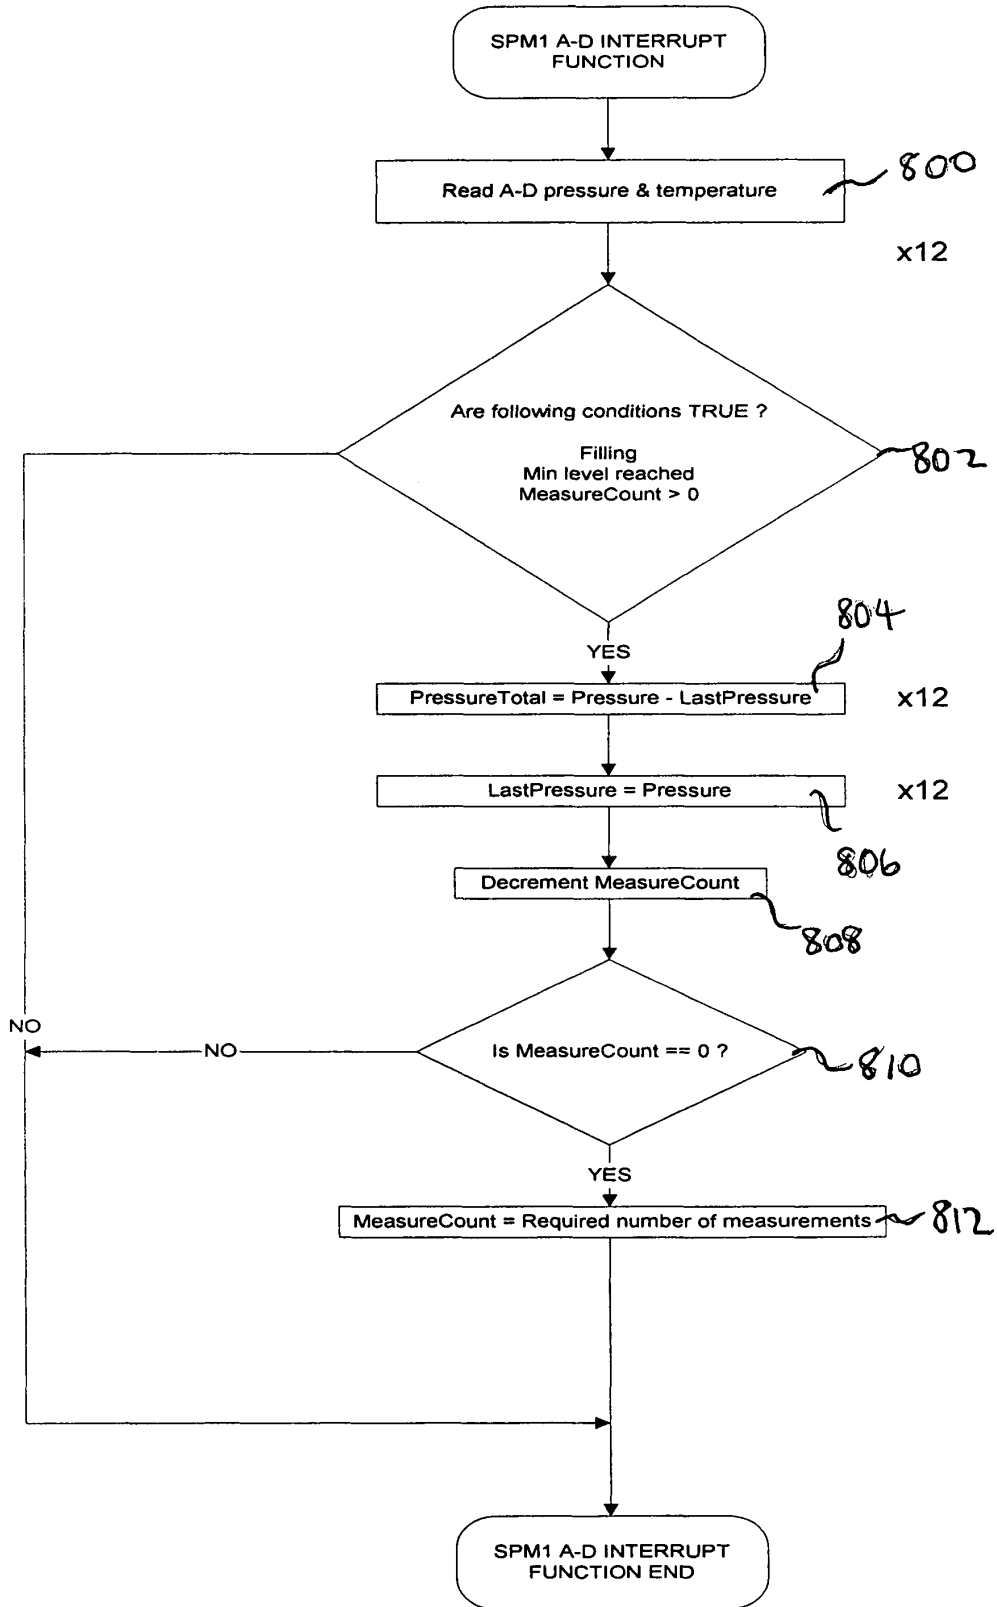 SPM1 A-D INTERRUPT
FUNCTION
Read A-D pressure & temperature
800
x12
Are following conditions TRUE ?
Filling
Min level reached
MeasureCount > 0
802
804
YES
PressureTotal = Pressure - LastPressure
x12
LastPressure = Pressure
x12
806
Decrement MeasureCount
808
NO
NO
Is MeasureCount == 0 ?
810
YES
MeasureCount = Required number of measurements
812
SPM1 A-D INTERRUPT
FUNCTION END